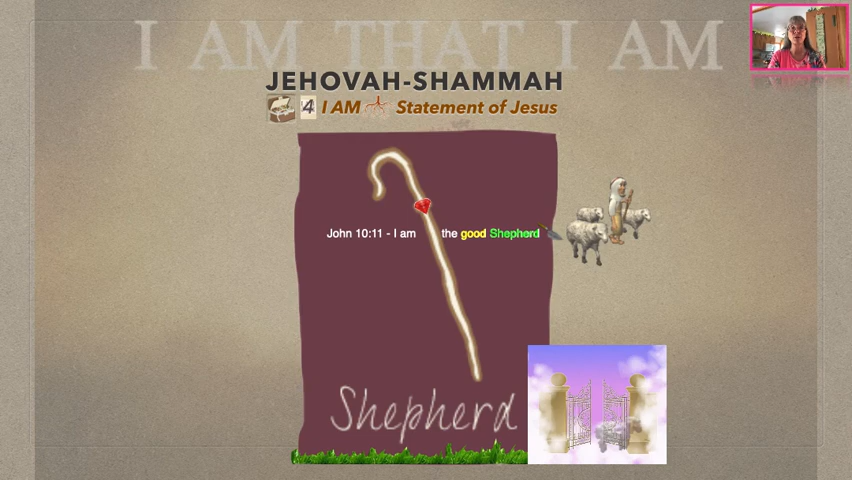 I AM THAT I AM
JEHOVAH-SHAMMAH
4 I AM Statement of Jesus
John 10:11 - I am the good Shepherd
Shepherd